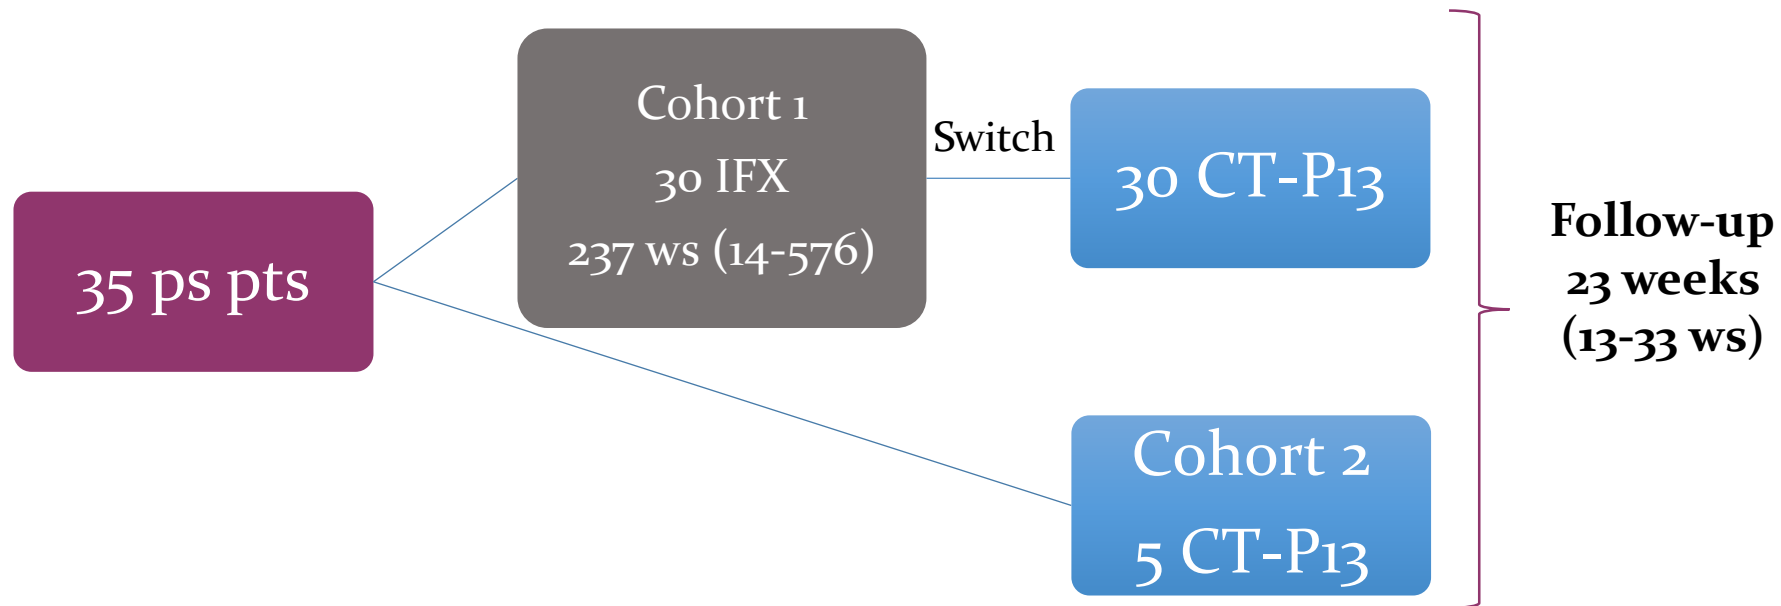 35 ps pts
Cohort 1
30 IFX
237 ws (14-576)
Switch
30 CT-P13
Cohort 2
5 CT-P13
Follow-up
23 weeks
(13-33 ws)